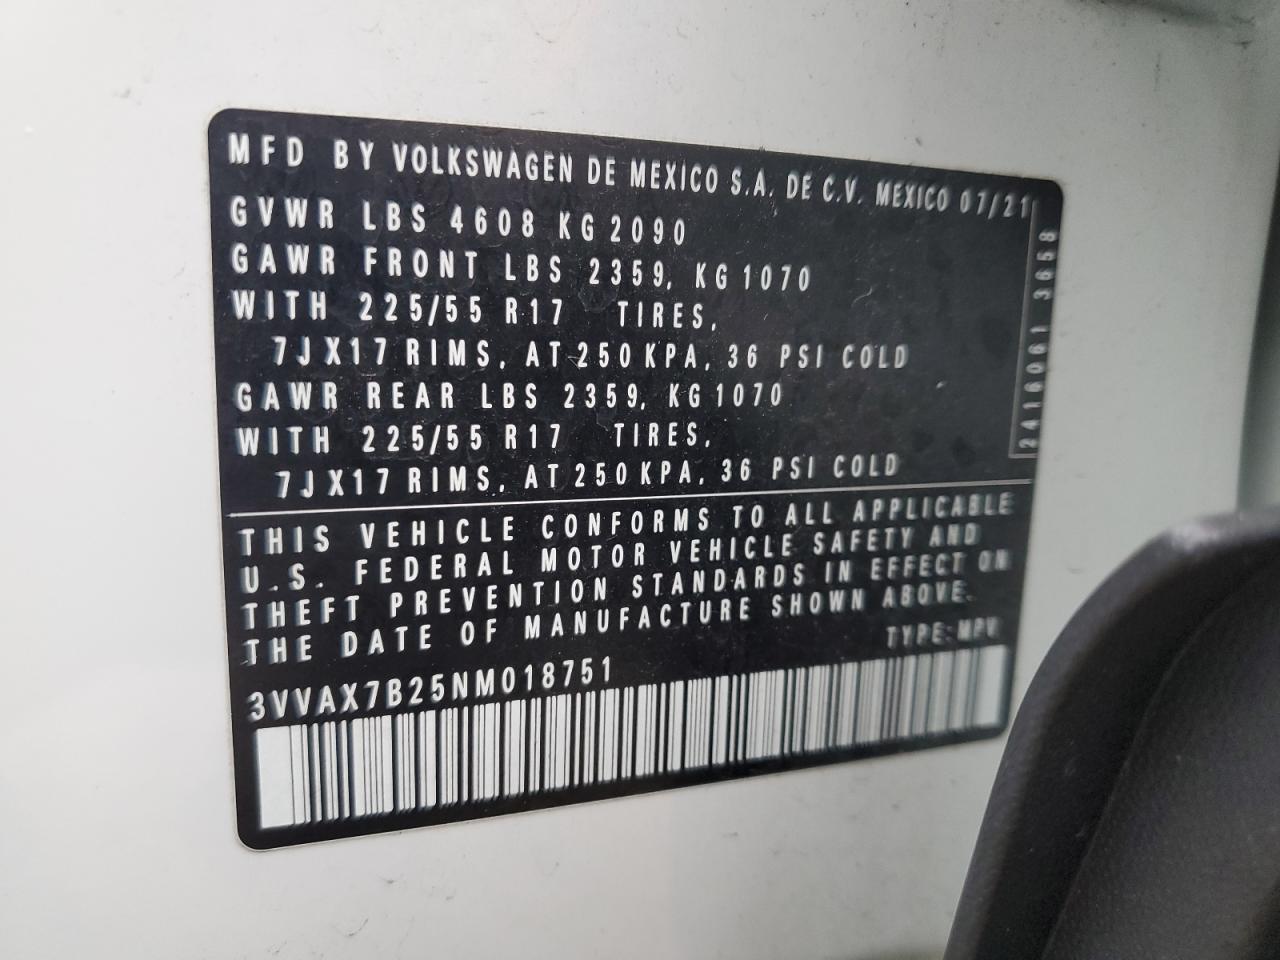 MFD BY VOLKSWAGEN DE MEXICO S.A. DE C.V. MEXICO 07/21
GVWR LBS 4608 KG 2090
GAWR FRONT LBS 2359, KG 1070
WITH 225/55 R17 TIRES,
7JX17 RIMS, AT 250 KPA, 36 PSI COLD
GAWR REAR LBS 2359, KG 1070
WITH 225/55 R17 TIRES,
7JX17 RIMS, AT 250 KPA, 36 PSI COLD
2416061 3658
THIS VEHICLE CONFORMS TO ALL APPLICABLE
U.S. FEDERAL MOTOR VEHICLE SAFETY AND
THEFT PREVENTION STANDARDS IN EFFECT ON
THE DATE OF MANUFACTURE SHOWN ABOVE.
TYPE: MPV
3VVAX7B25NM018751